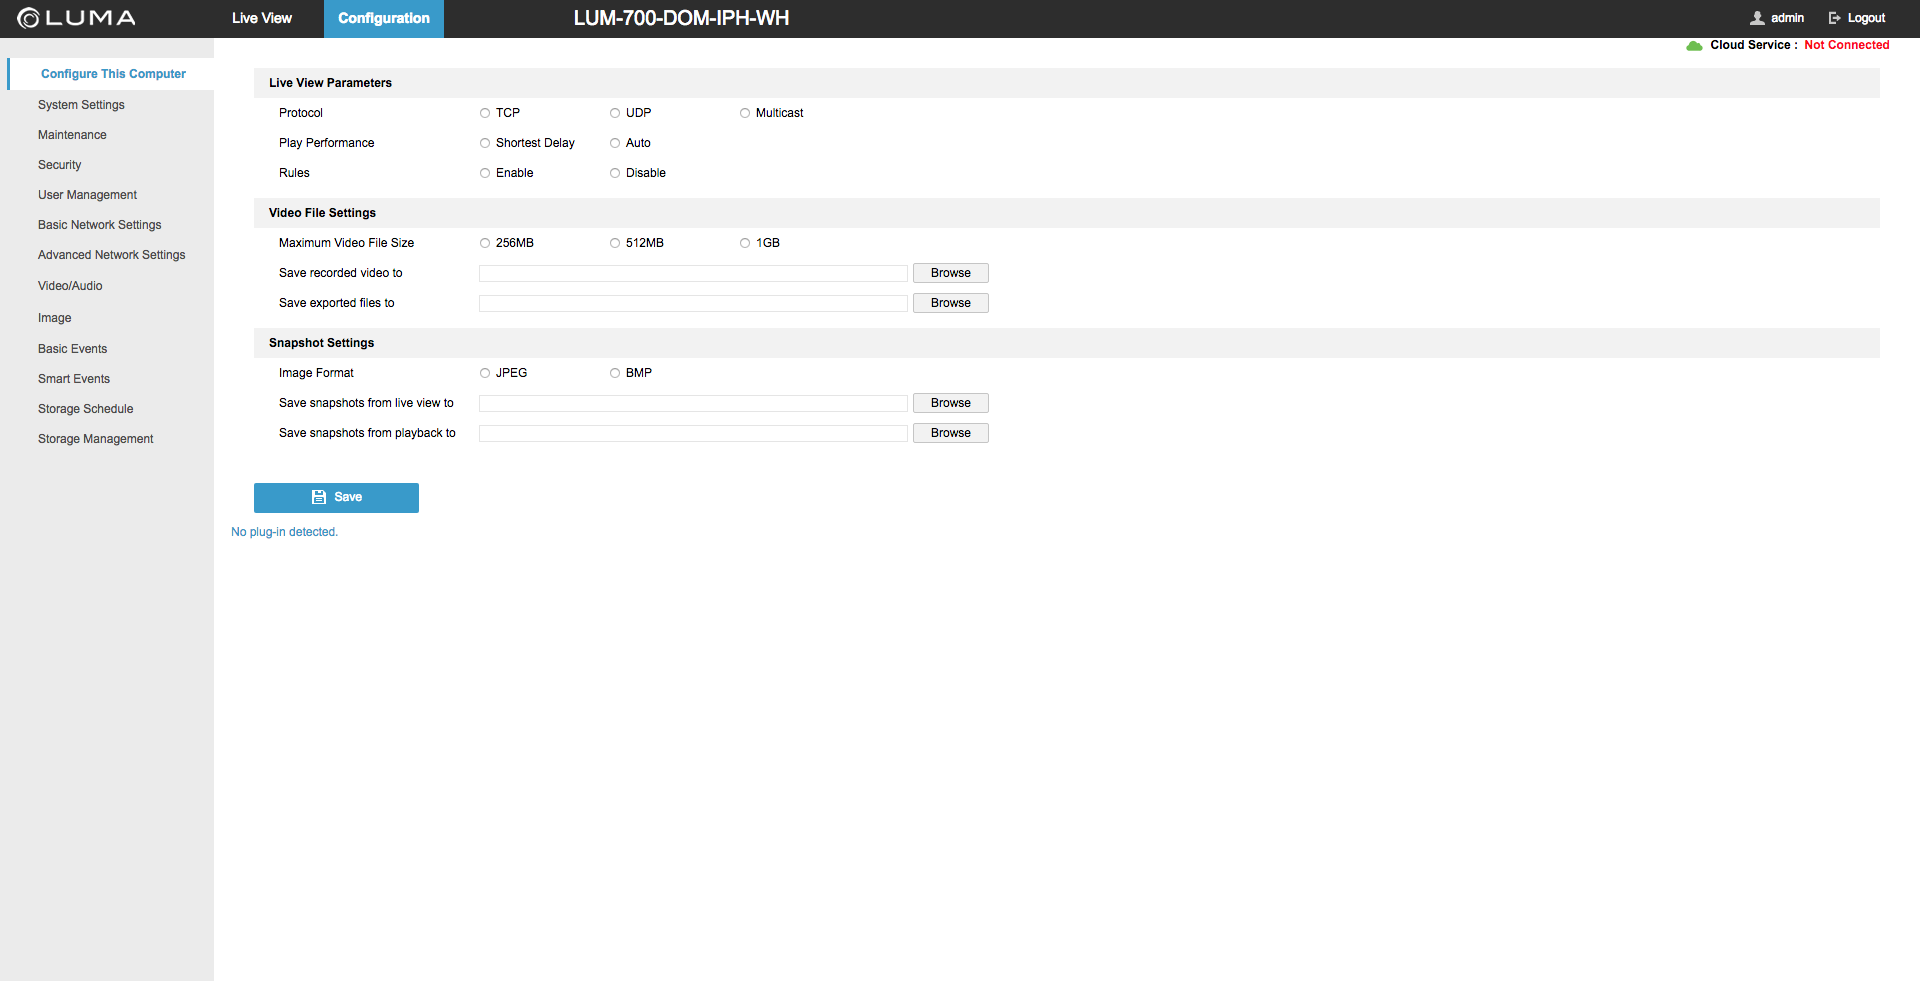 LUMA Live View Configuration LUM-700-DOM-IPH-WH admin Logout
Cloud Service : Not Connected
Configure This Computer
System Settings
Maintenance
Security
User Management
Basic Network Settings
Advanced Network Settings
Video/Audio
Image
Basic Events
Smart Events
Storage Schedule
Storage Management
Live View Parameters
Protocol TCP UDP Multicast
Play Performance Shortest Delay Auto
Rules Enable Disable
Video File Settings
Maximum Video File Size 256MB 512MB 1GB
Save recorded video to Browse
Save exported files to Browse
Snapshot Settings
Image Format JPEG BMP
Save snapshots from live view to Browse
Save snapshots from playback to Browse
Save
No plug-in detected.